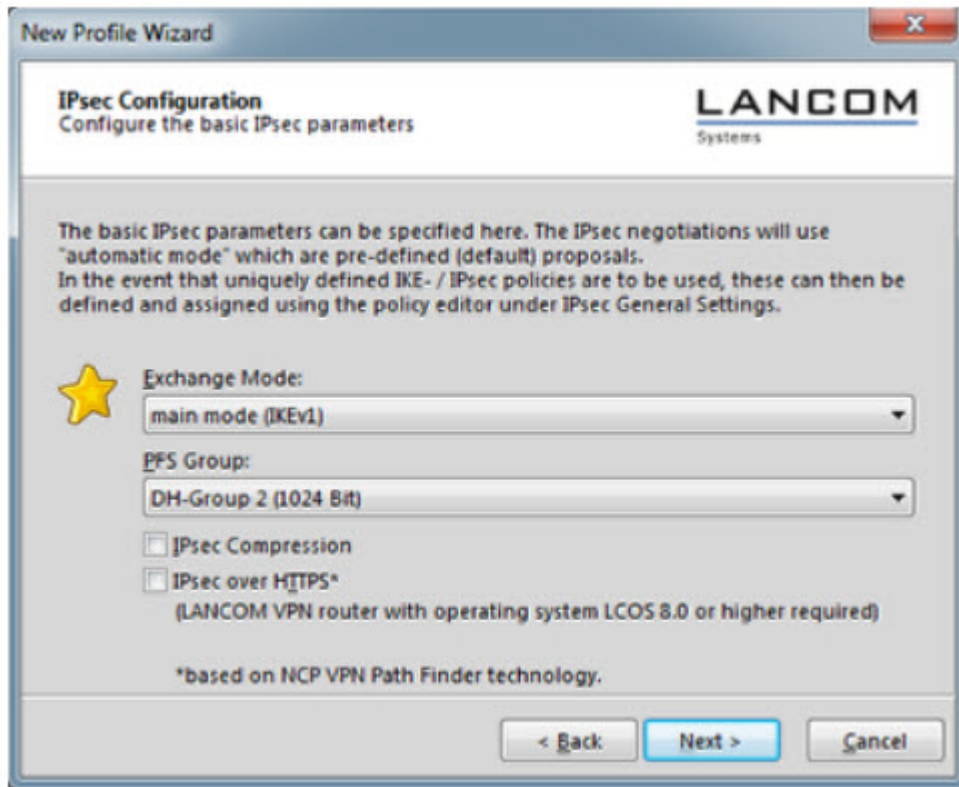 New Profile Wizard
IPsec Configuration
Configure the basic IPsec parameters
LANCOM
Systems
The basic IPsec parameters can be specified here. The IPsec negotiations will use
"automatic mode" which are pre-defined (default) proposals.
In the event that uniquely defined IKE- / IPsec policies are to be used, these can then be
defined and assigned using the policy editor under IPsec General Settings.
Exchange Mode:
main mode (IKEv1)
PFS Group:
DH-Group 2 (1024 Bit)
IPsec Compression
IPsec over HTTPS*
(LANCOM VPN router with operating system LCOS 8.0 or higher required)
*based on NCP VPN Path Finder technology.
< Back
Next >
Cancel